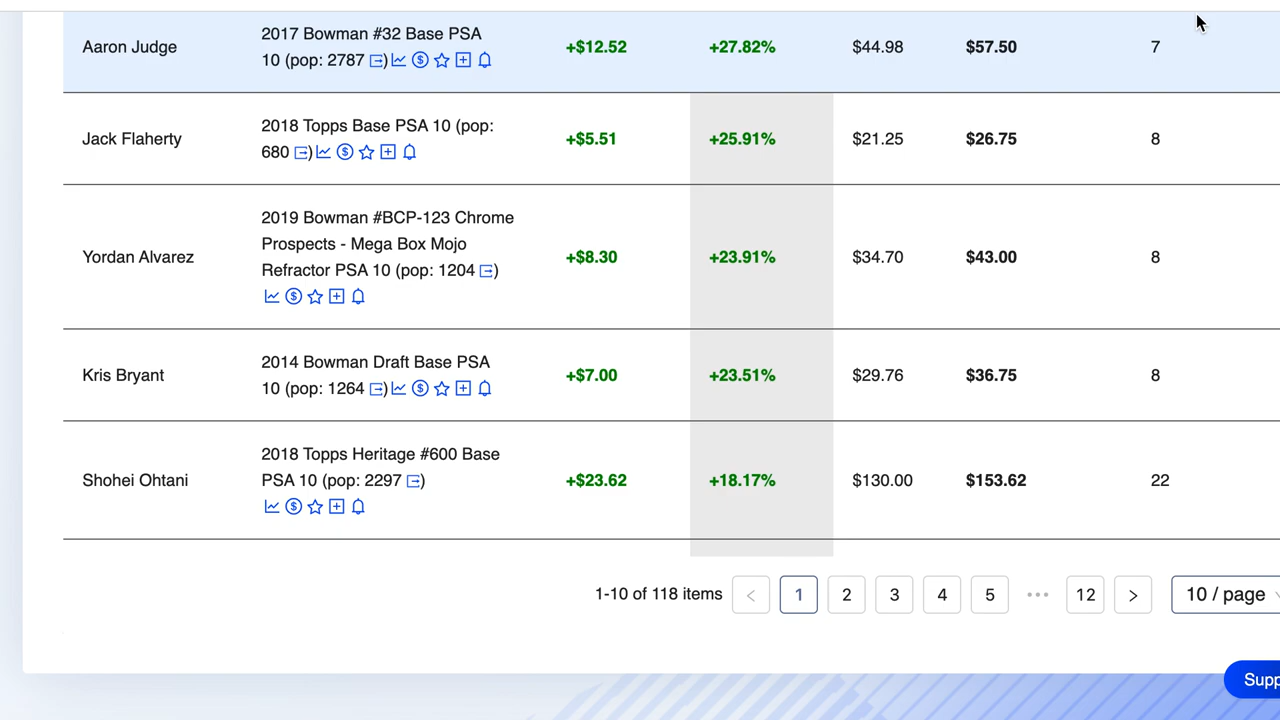 Aaron Judge
2017 Bowman #32 Base PSA
10 (pop: 2787 )
+$12.52
+27.82%
$44.98
$57.50
7
Jack Flaherty
2018 Topps Base PSA 10 (pop:
680 )
+$5.51
+25.91%
$21.25
$26.75
8
Yordan Alvarez
2019 Bowman #BCP-123 Chrome
Prospects - Mega Box Mojo
Refractor PSA 10 (pop: 1204 )
+$8.30
+23.91%
$34.70
$43.00
8
Kris Bryant
2014 Bowman Draft Base PSA
10 (pop: 1264 )
+$7.00
+23.51%
$29.76
$36.75
8
Shohei Ohtani
2018 Topps Heritage #600 Base
PSA 10 (pop: 2297 )
+$23.62
+18.17%
$130.00
$153.62
22
1-10 of 118 items < 1 2 3 4 5 ••• 12 > 10 / page
Supp